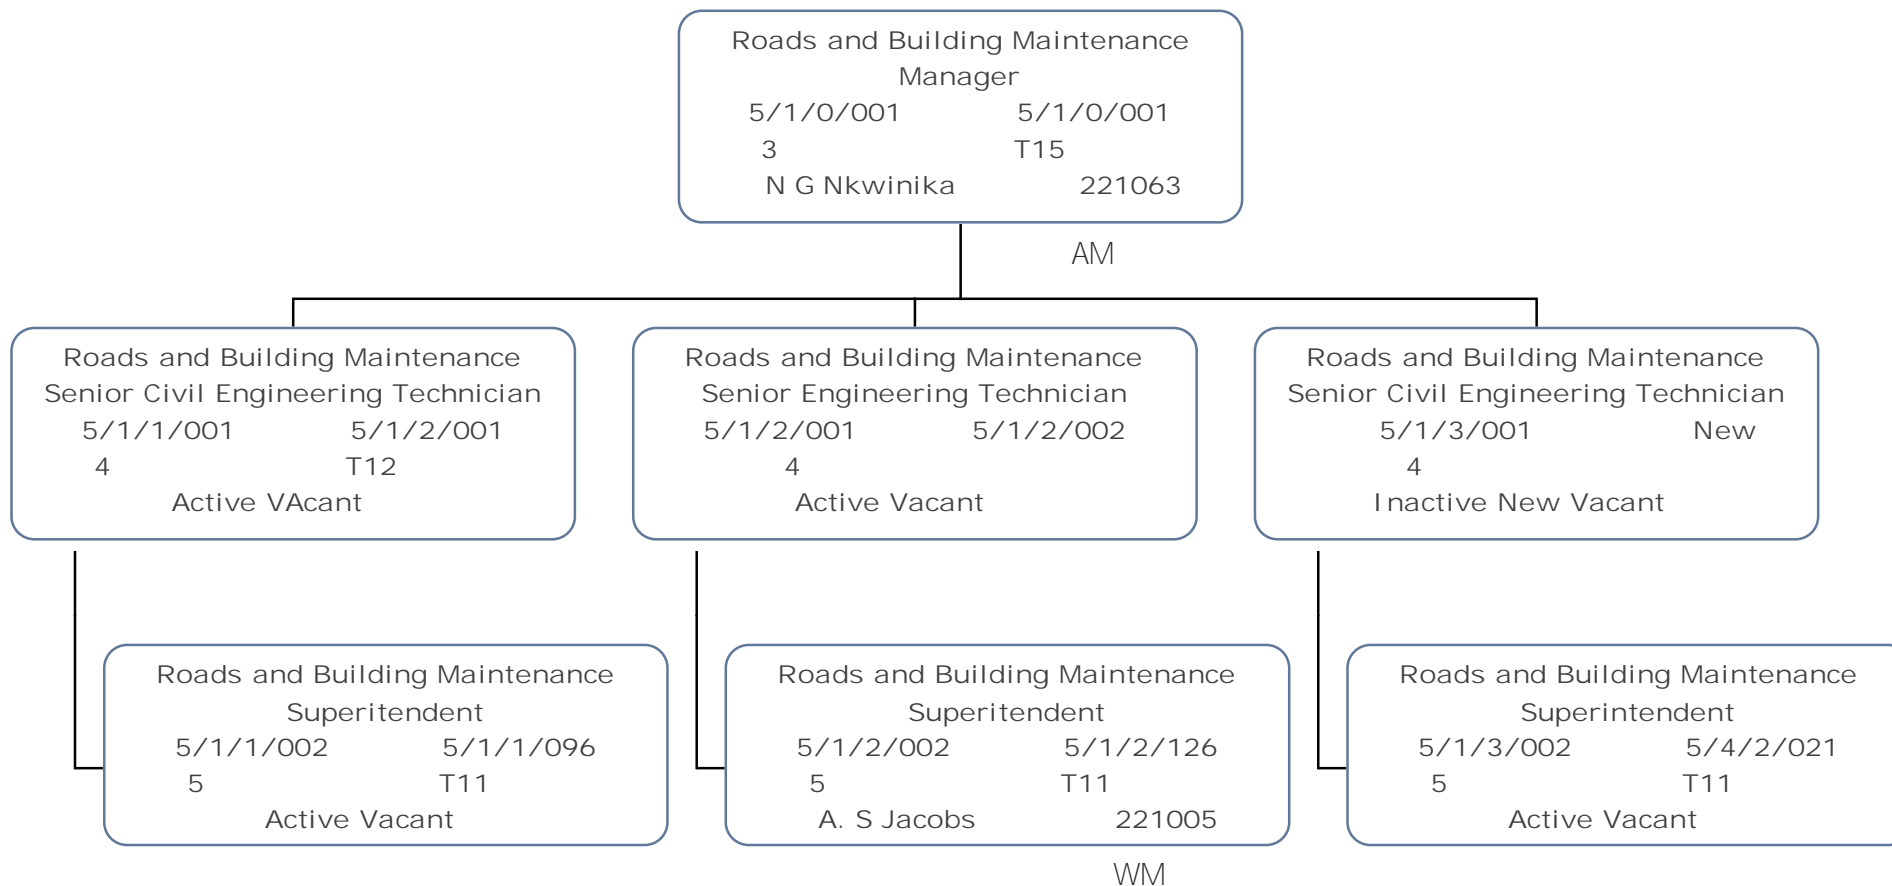 Roads and Building Maintenance
Manager
5/1/0/001 5/1/0/001
3 T15
N G Nkwinika 221063
AM
Roads and Building Maintenance
Senior Civil Engineering Technician
5/1/1/001 5/1/2/001
4 T12
Active VAcant
Roads and Building Maintenance
Senior Engineering Technician
5/1/2/001 5/1/2/002
4
Active Vacant
Roads and Building Maintenance
Senior Civil Engineering Technician
5/1/3/001 New
4
Inactive New Vacant
Roads and Building Maintenance
Superitendent
5/1/1/002 5/1/1/096
5 T11
Active Vacant
Roads and Building Maintenance
Superitendent
5/1/2/002 5/1/2/126
5 T11
A. S Jacobs 221005
WM
Roads and Building Maintenance
Superintendent
5/1/3/002 5/4/2/021
5 T11
Active Vacant